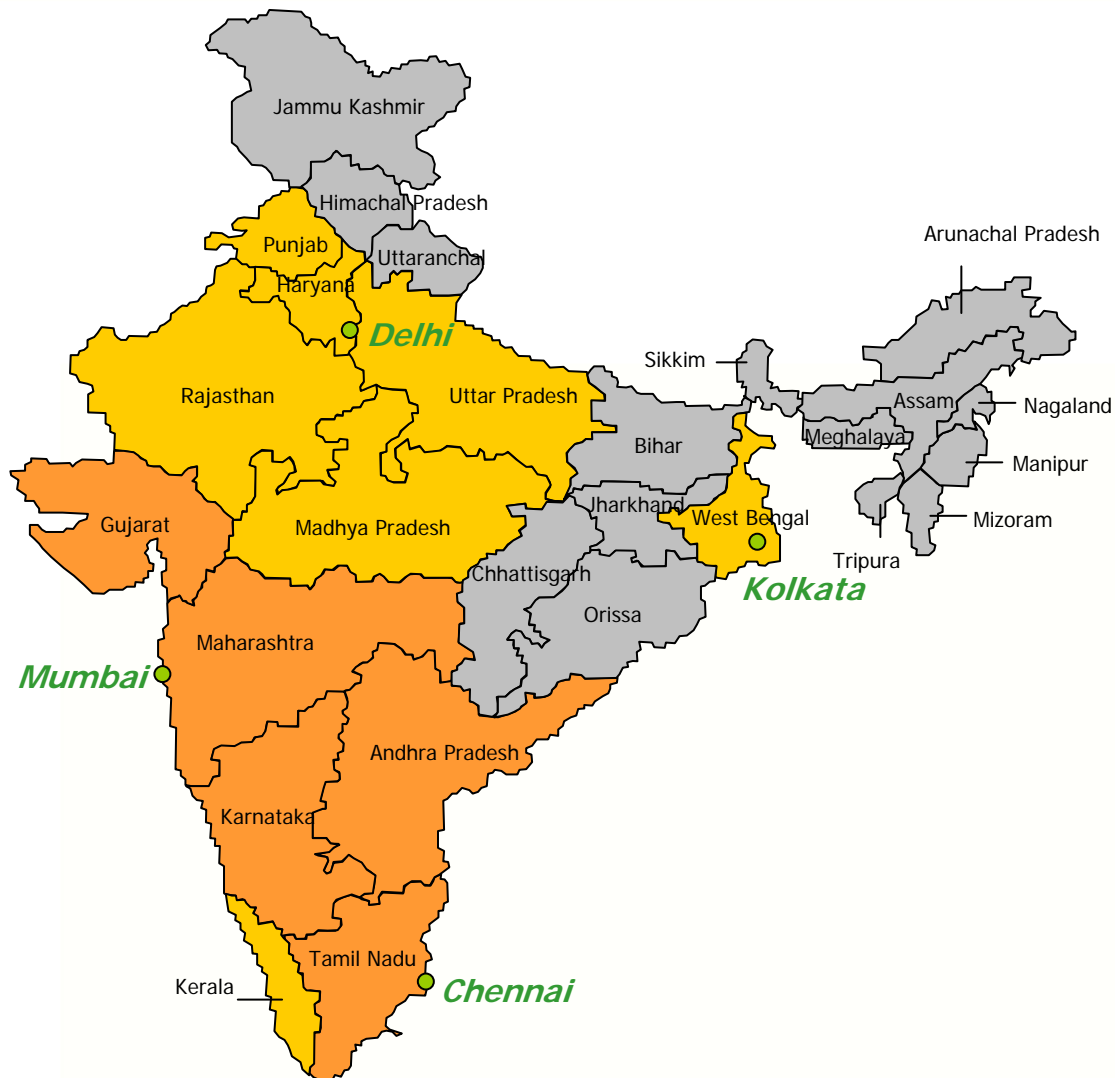 Jammu Kashmir
Himachal Pradesh
Arunachal Pradesh
Punjab
Uttaranchal
Haryana
Delhi
Sikkim
Rajasthan
Uttar Pradesh
Assam
Nagaland
Meghalaya
Bihar
Manipur
Jharkhand
West Bengal
Mizoram
Gujarat
Madhya Pradesh
Tripura
Chhattisgarh
Kolkata
Orissa
Maharashtra
Mumbai
Andhra Pradesh
Karnataka
Tamil Nadu
Kerala
Chennai